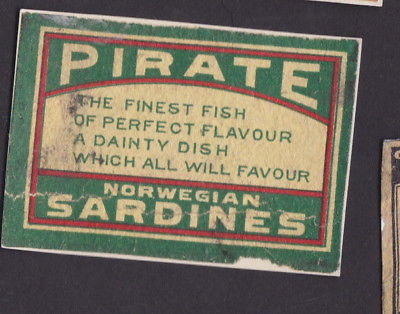 PIRATE
THE FINEST FISH
OF PERFECT FLAVOUR
A DAINTY DISH
WHICH ALL WILL FAVOUR
NORWEGIAN
SARDINES